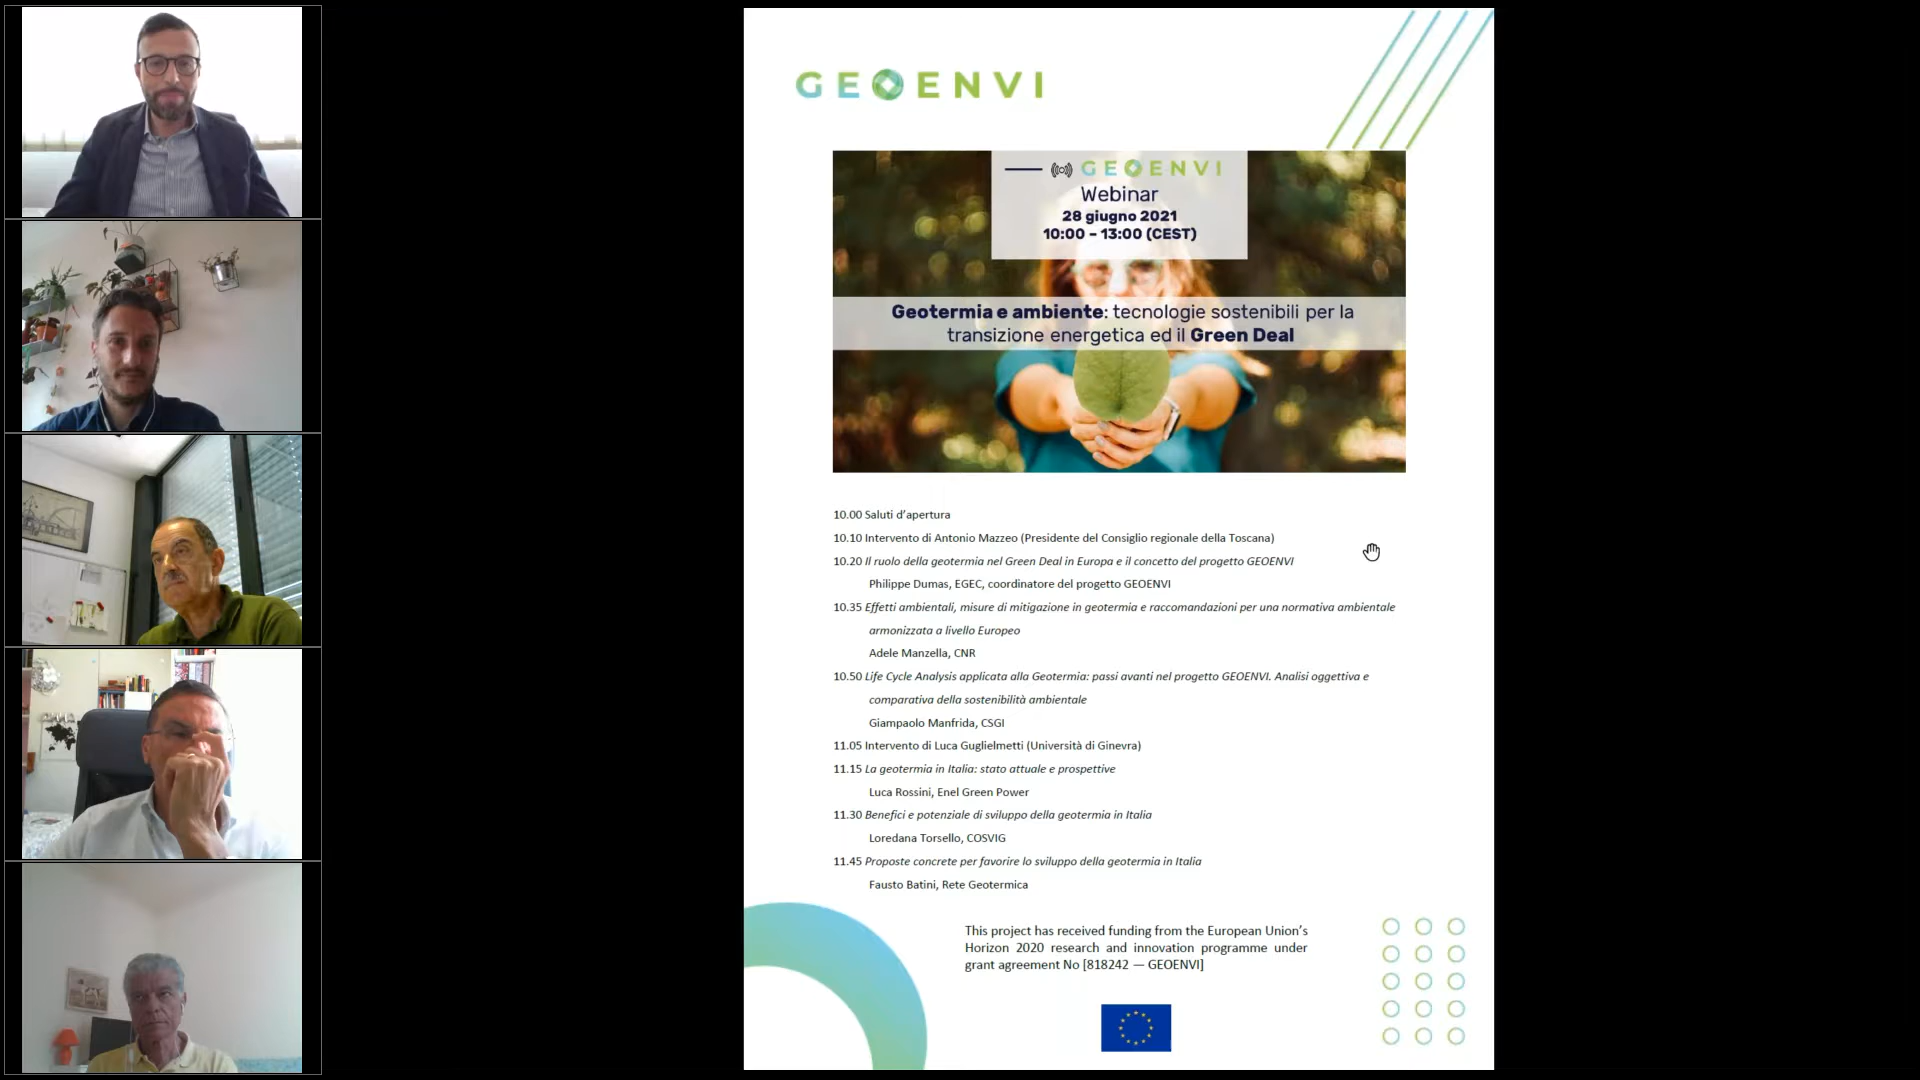 GEOENVI
GEOENVI
Webinar
28 giugno 2021
10:00 – 13:00 (CEST)
Geotermia e ambiente: tecnologie sostenibili per la
transizione energetica ed il Green Deal
10.00 Saluti d’apertura
10.10 Intervento di Antonio Mazzeo (Presidente del Consiglio regionale della Toscana)
10.20 Il ruolo della geotermia nel Green Deal in Europa e il concetto del progetto GEOENVI
Philippe Dumas, EGEC, coordinatore del progetto GEOENVI
10.35 Effetti ambientali, misure di mitigazione in geotermia e raccomandazioni per una normativa ambientale
armonizzata a livello Europeo
Adele Manzella, CNR
10.50 Life Cycle Analysis applicata alla Geotermia: passi avanti nel progetto GEOENVI. Analisi oggettiva e
comparativa della sostenibilità ambientale
Giampaolo Manfrida, CSGI
11.05 Intervento di Luca Guglielmetti (Università di Ginevra)
11.15 La geotermia in Italia: stato attuale e prospettive
Luca Rossini, Enel Green Power
11.30 Benefici e potenziale di sviluppo della geotermia in Italia
Loredana Torsello, COSVIG
11.45 Proposte concrete per favorire lo sviluppo della geotermia in Italia
Fausto Batini, Rete Geotermica
This project has received funding from the European Union’s
Horizon 2020 research and innovation programme under
grant agreement No [818242 — GEOENVI]